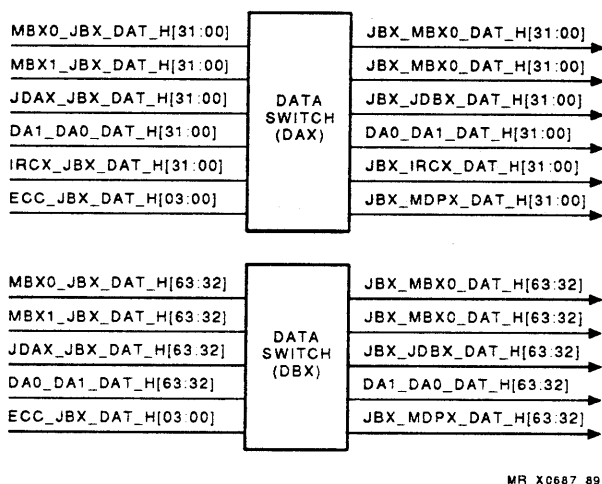 MBX0_JBX_DAT_H[31:00]
MBX1_JBX_DAT_H[31:00]
JDAX_JBX_DAT_H[31:00]
DA1_DA0_DAT_H[31:00]
IRCX_JBX_DAT_H[31:00]
ECC_JBX_DAT_H[03:00]
DATA
SWITCH
(DAX)
JBX_MBX0_DAT_H[31:00]
JBX_MBX0_DAT_H[31:00]
JBX_JDBX_DAT_H[31:00]
DA0_DA1_DAT_H[31:00]
JBX_IRCX_DAT_H[31:00]
JBX_MDPX_DAT_H[31:00]
MBX0_JBX_DAT_H[63:32]
MBX1_JBX_DAT_H[63:32]
JDAX_JBX_DAT_H[63:32]
DA0_DA1_DAT_H[63:32]
ECC_JBX_DAT_H[03:00]
DATA
SWITCH
(DBX)
JBX_MBX0_DAT_H[63:32]
JBX_MBX0_DAT_H[63:32]
JBX_JDBX_DAT_H[63:32]
DA1_DA0_DAT_H[63:32]
JBX_MDPX_DAT_H[63:32]
MR_X0687_89